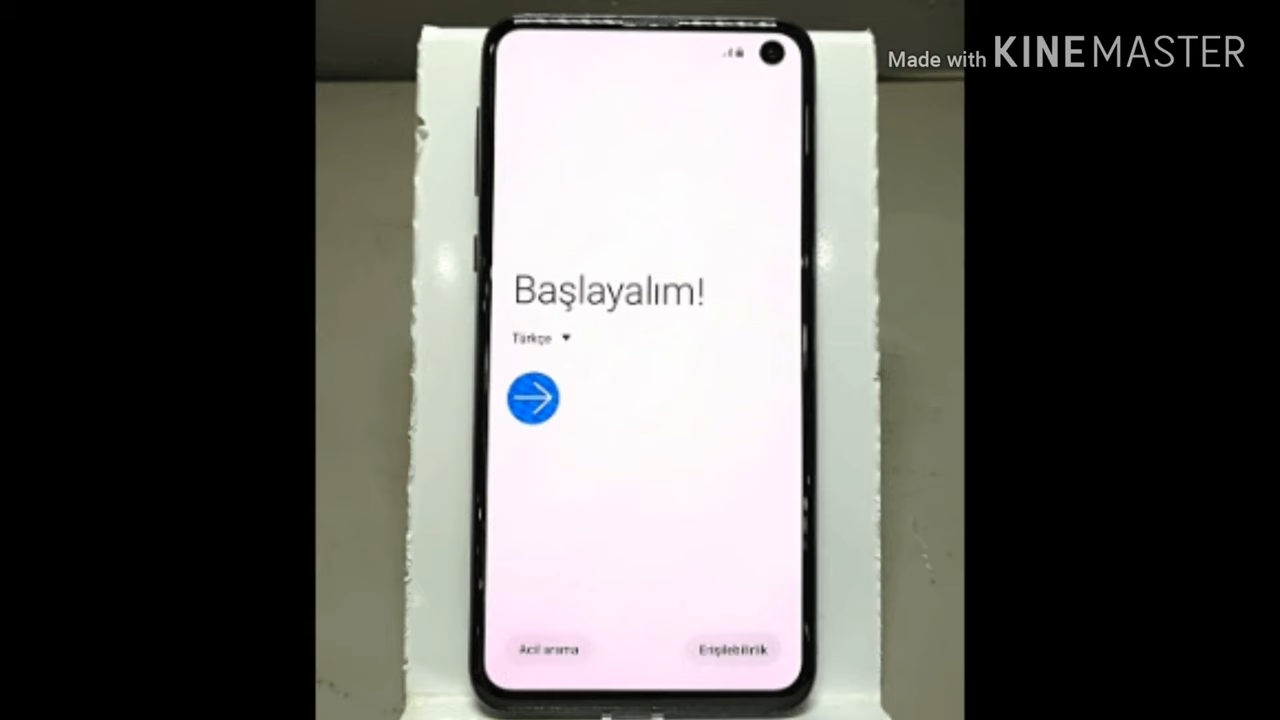 Made with KINEMASTER
Başlayalım!
Türkçe
Acil arama
Erişilebilirlik